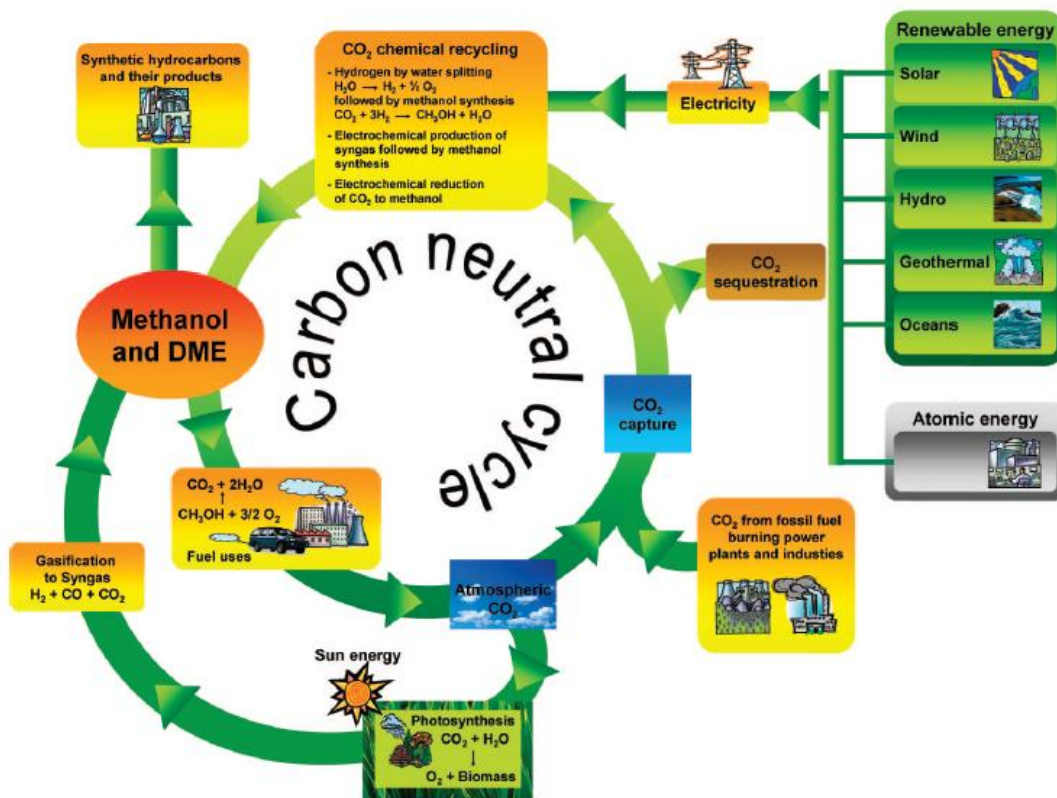 Synthetic hydrocarbons
and their products
CO₂ chemical recycling
- Hydrogen by water splitting
H₂O → H₂ + ½ O₂
followed by methanol synthesis
CO₂ + 3H₂ → CH₃OH + H₂O
- Electrochemical production of
syngas followed by methanol
synthesis
- Electrochemical reduction
of CO₂ to methanol
Electricity
Renewable energy
Solar
Wind
Hydro
Geothermal
Oceans
Atomic energy
CO₂
sequestration
Methanol
and DME
Carbon neutral cycle
CO₂
capture
CO₂ + 2H₂O
↑
CH₃OH + 3/2 O₂
Fuel uses
CO₂ from fossil fuel
burning power
plants and industies
Gasification
to Syngas
H₂ + CO + CO₂
Atmospheric
CO₂
Sun energy
Photosynthesis
CO₂ + H₂O
↓
O₂ + Biomass